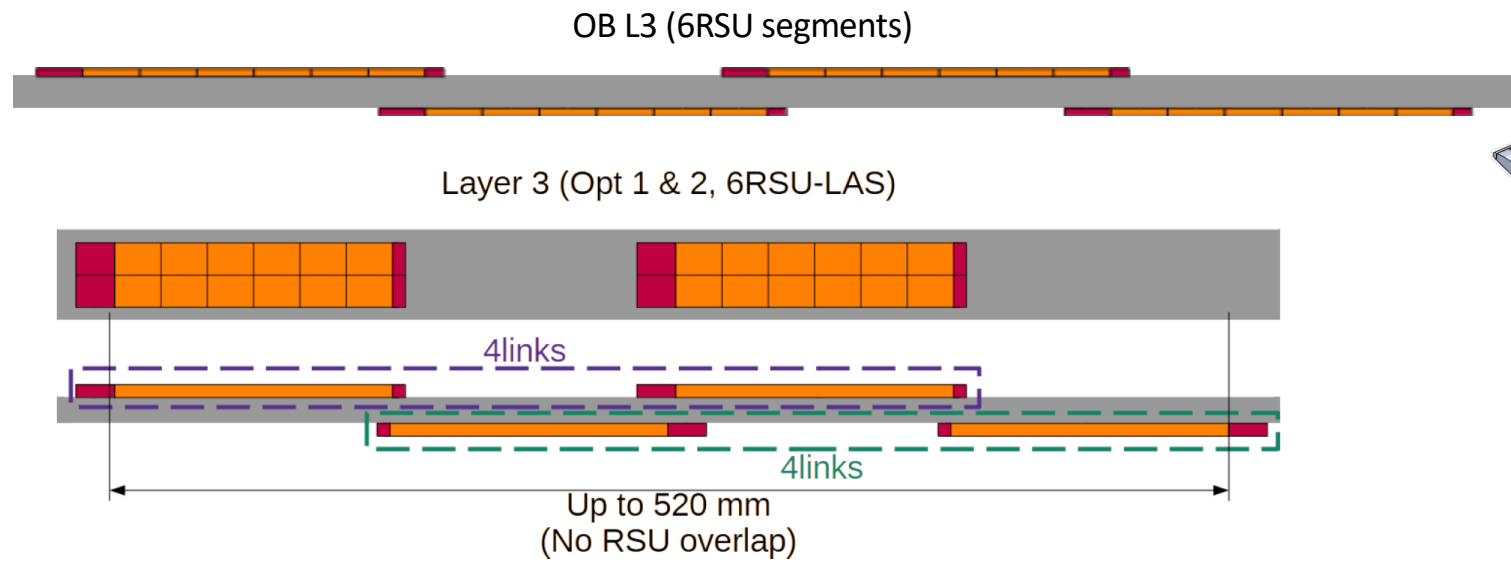 OB L3 (6RSU segments)
Layer 3 (Opt 1 & 2, 6RSU-LAS)
4links
4links
Up to 520 mm
(No RSU overlap)